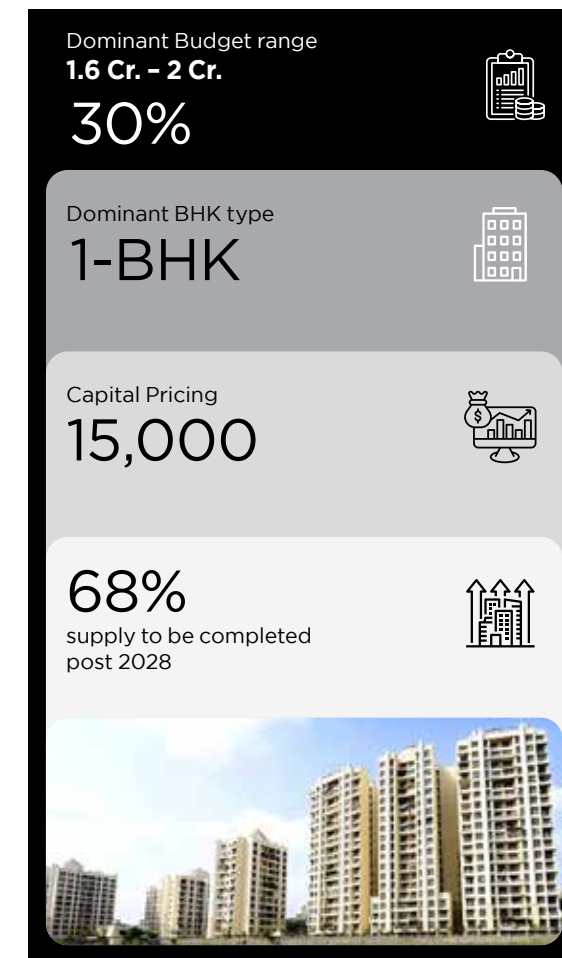 Dominant Budget range
1.6 Cr. – 2 Cr.
30%
Dominant BHK type
1-BHK
Capital Pricing
15,000
68%
supply to be completed
post 2028